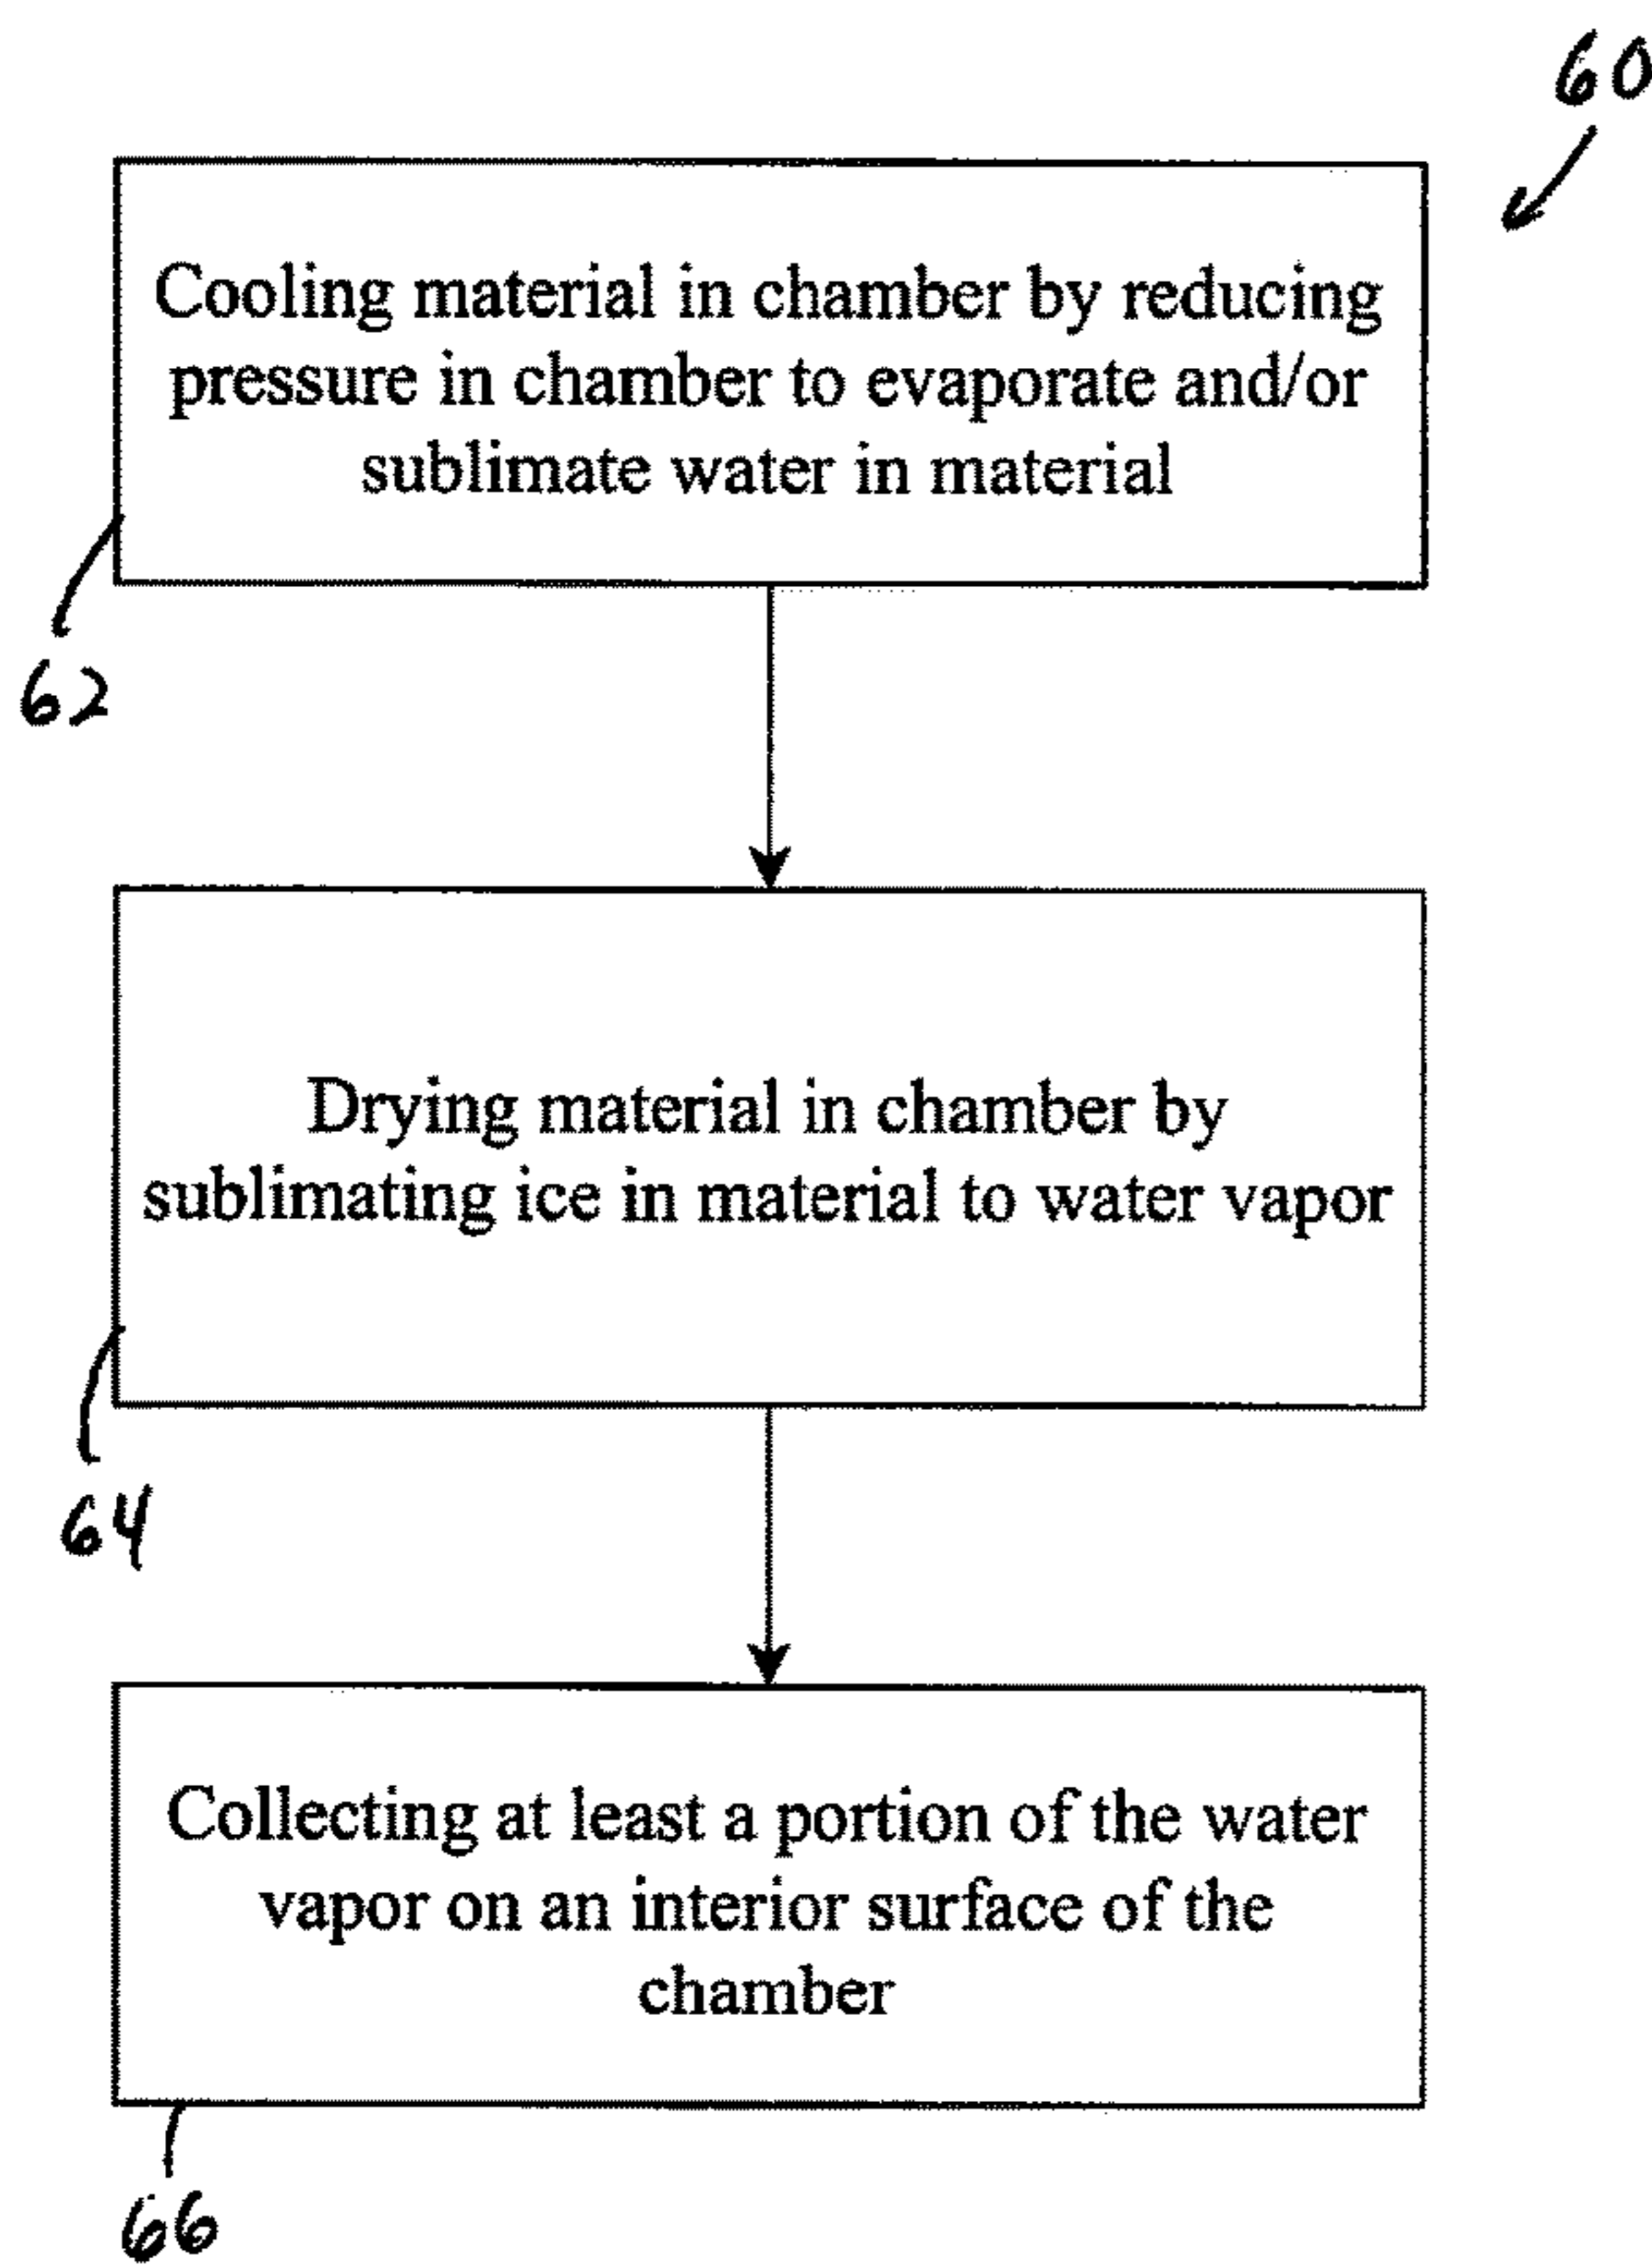 60
Cooling material in chamber by reducing
pressure in chamber to evaporate and/or
sublimate water in material
62
Drying material in chamber by
sublimating ice in material to water vapor
64
Collecting at least a portion of the water
vapor on an interior surface of the
chamber
66